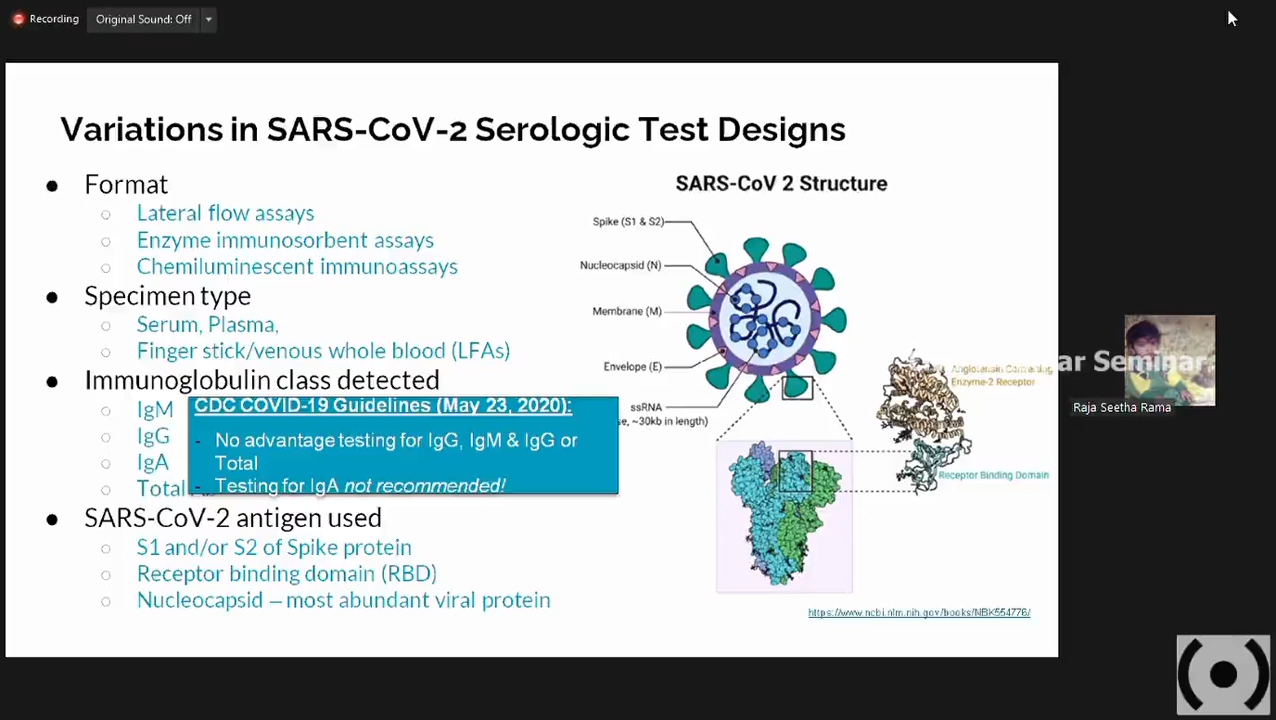 Recording
Original Sound: Off
Variations in SARS-CoV-2 Serologic Test Designs
● Format
○ Lateral flow assays
○ Enzyme immunosorbent assays
○ Chemiluminescent immunoassays
● Specimen type
○ Serum, Plasma,
○ Finger stick/venous whole blood (LFAs)
● Immunoglobulin class detected
○ IgM
○ IgG
○ IgA
○ Total
CDC COVID-19 Guidelines (May 23, 2020):
- No advantage testing for IgG, IgM & IgG or
Total
- Testing for IgA not recommended!
● SARS-CoV-2 antigen used
○ S1 and/or S2 of Spike protein
○ Receptor binding domain (RBD)
○ Nucleocapsid – most abundant viral protein
SARS-CoV 2 Structure
Spike (S1 & S2)
Nucleocapsid (N)
Membrane (M)
Envelope (E)
ssRNA
se, ~30kb in length)
Angiotensin Converting
Enzyme-2 Receptor
Receptor Binding Domain
https://www.ncbi.nlm.nih.gov/books/NBK554776/
ar Seminar
Raja Seetha Rama